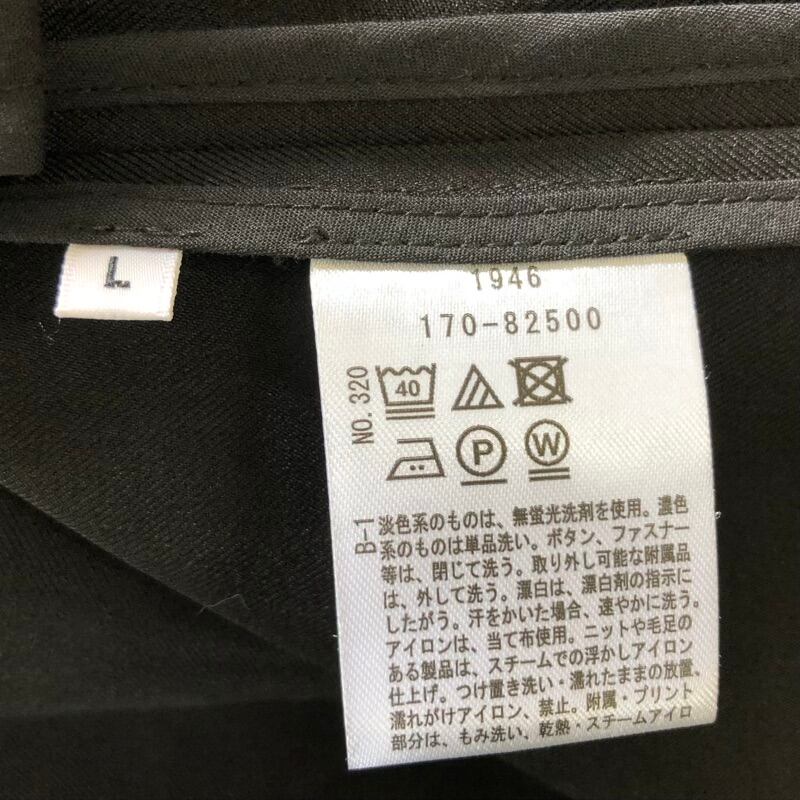 L
1946
170-82500
NO. 320
40
P
W
B-1
淡色系のものは、無蛍光洗剤を使用。濃色
系のものは単品洗い。ボタン、ファスナー
等は、閉じて洗う。取り外し可能な附属品
は、外して洗う。漂白は、漂白剤の指示に
したがう。汗をかいた場合、速やかに洗う。
アイロンは、当て布使用。ニットや毛足の
ある製品は、スチームでの浮かしアイロン
仕上げ。つけ置き洗い・濡れたままの放置、
濡れがけアイロン、禁止。附属・プリント
部分は、もみ洗い、乾熱・スチームアイロ